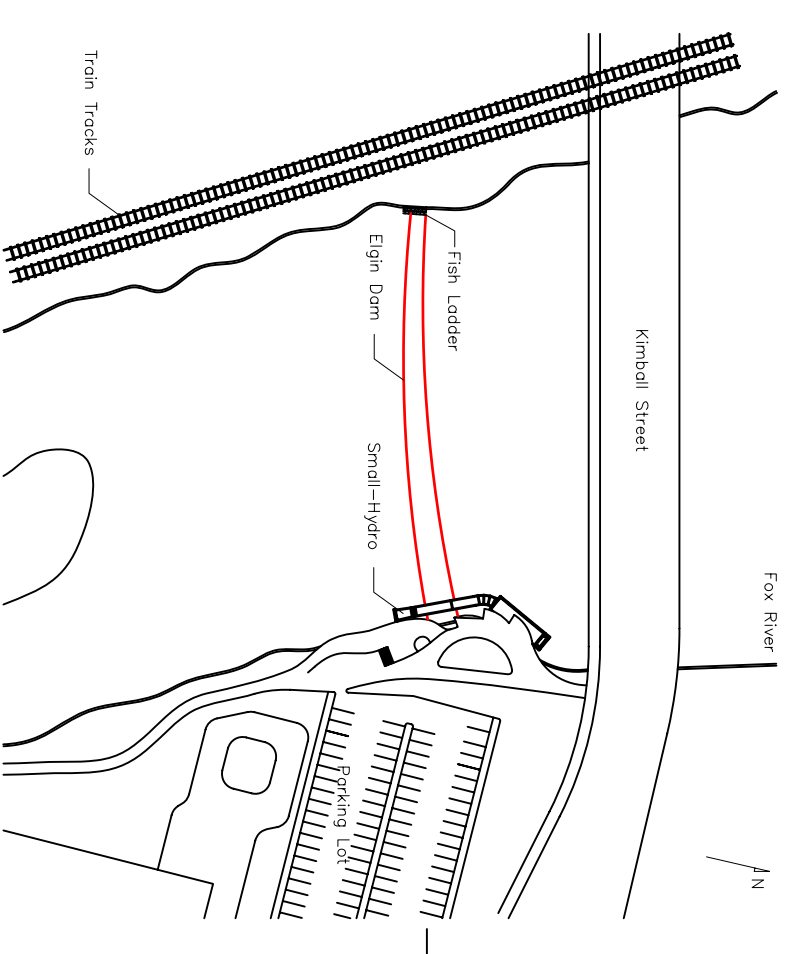 Train Tracks
Fish Ladder
Elgin Dam
Kimball Street
Small-Hydro
Fox River
Parking Lot
N